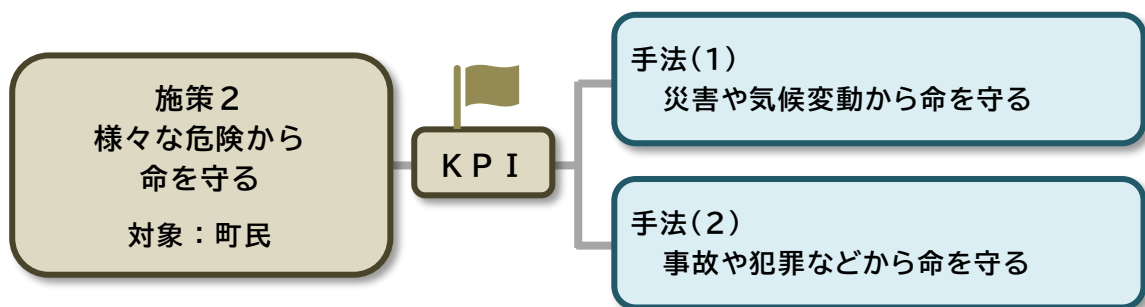 施策２
様々な危険から
命を守る
対象：町民
ＫＰＩ
手法(１)
災害や気候変動から命を守る
手法(２)
事故や犯罪などから命を守る